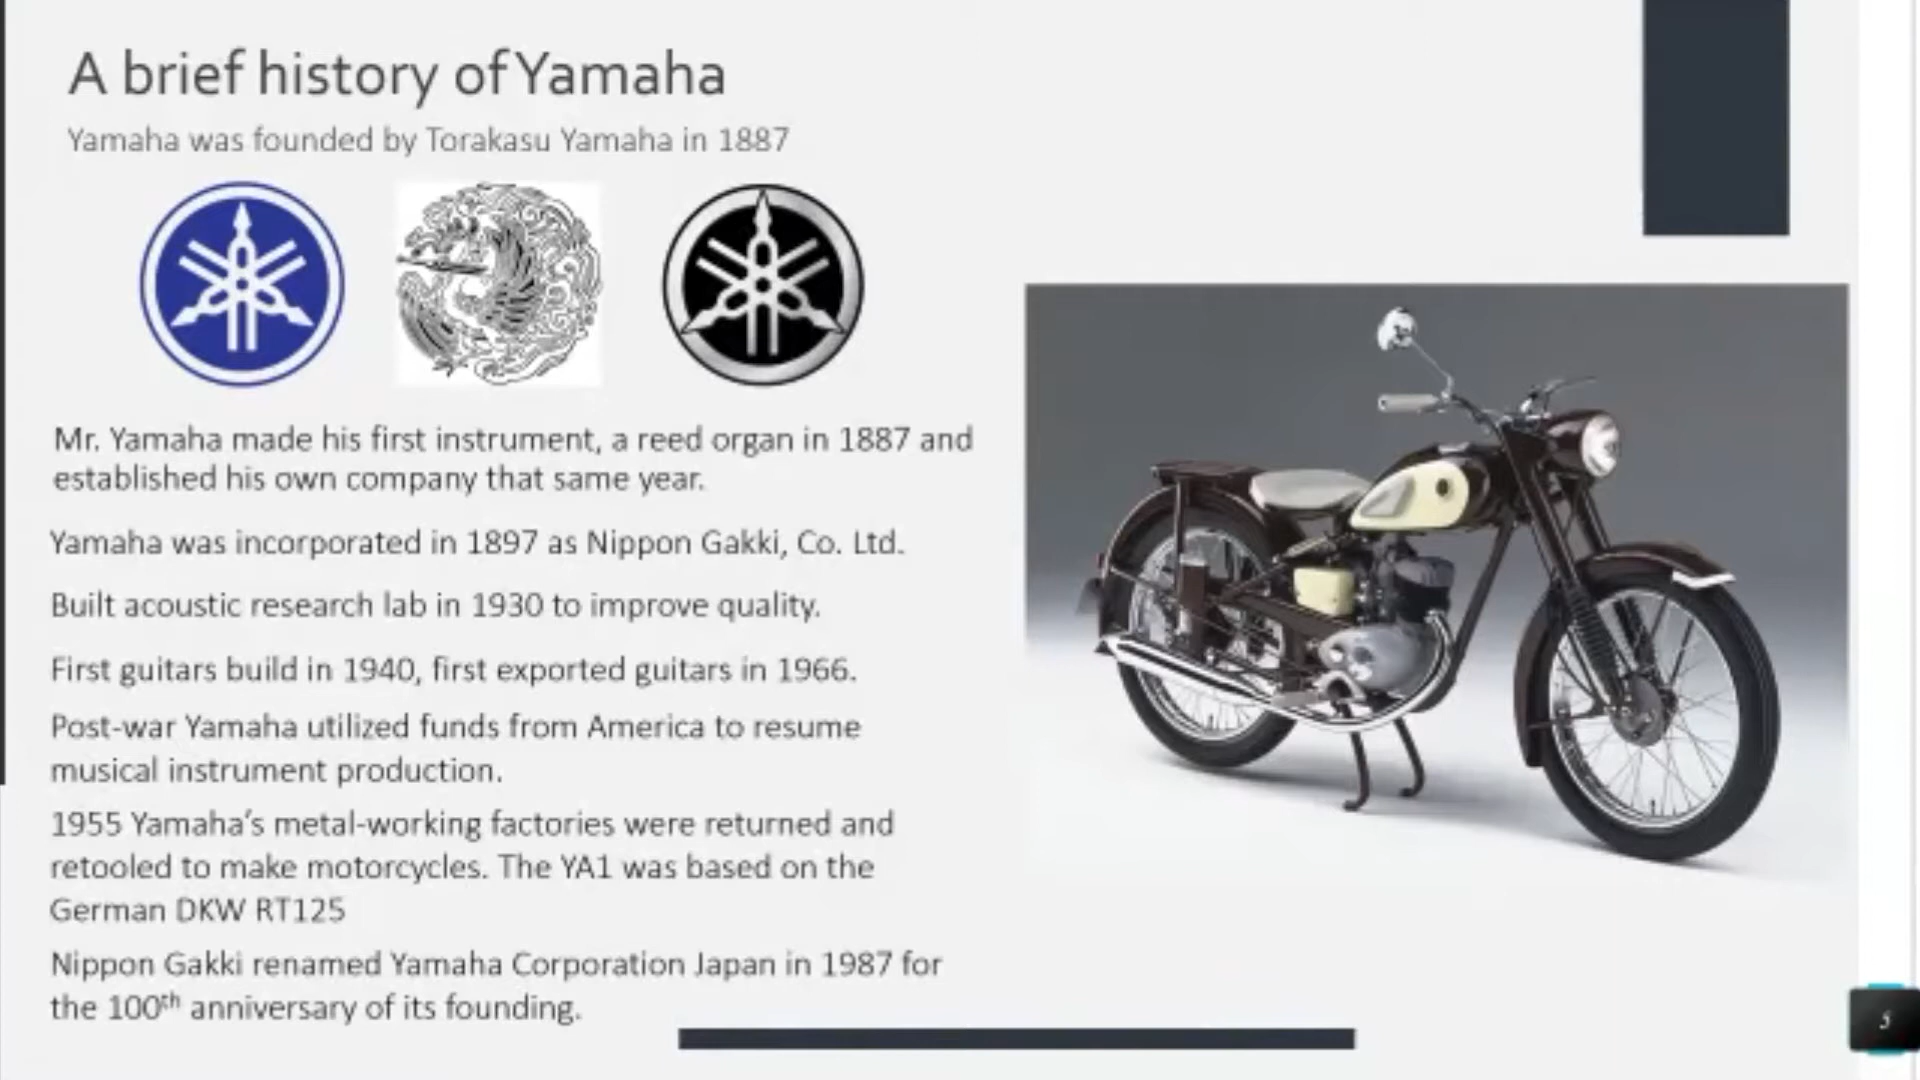 A brief history of Yamaha
Yamaha was founded by Torakasu Yamaha in 1887
Mr. Yamaha made his first instrument, a reed organ in 1887 and
established his own company that same year.
Yamaha was incorporated in 1897 as Nippon Gakki, Co. Ltd.
Built acoustic research lab in 1930 to improve quality.
First guitars build in 1940, first exported guitars in 1966.
Post-war Yamaha utilized funds from America to resume
musical instrument production.
1955 Yamaha's metal-working factories were returned and
retooled to make motorcycles. The YA1 was based on the
German DKW RT125
Nippon Gakki renamed Yamaha Corporation Japan in 1987 for
the 100th anniversary of its founding.
5